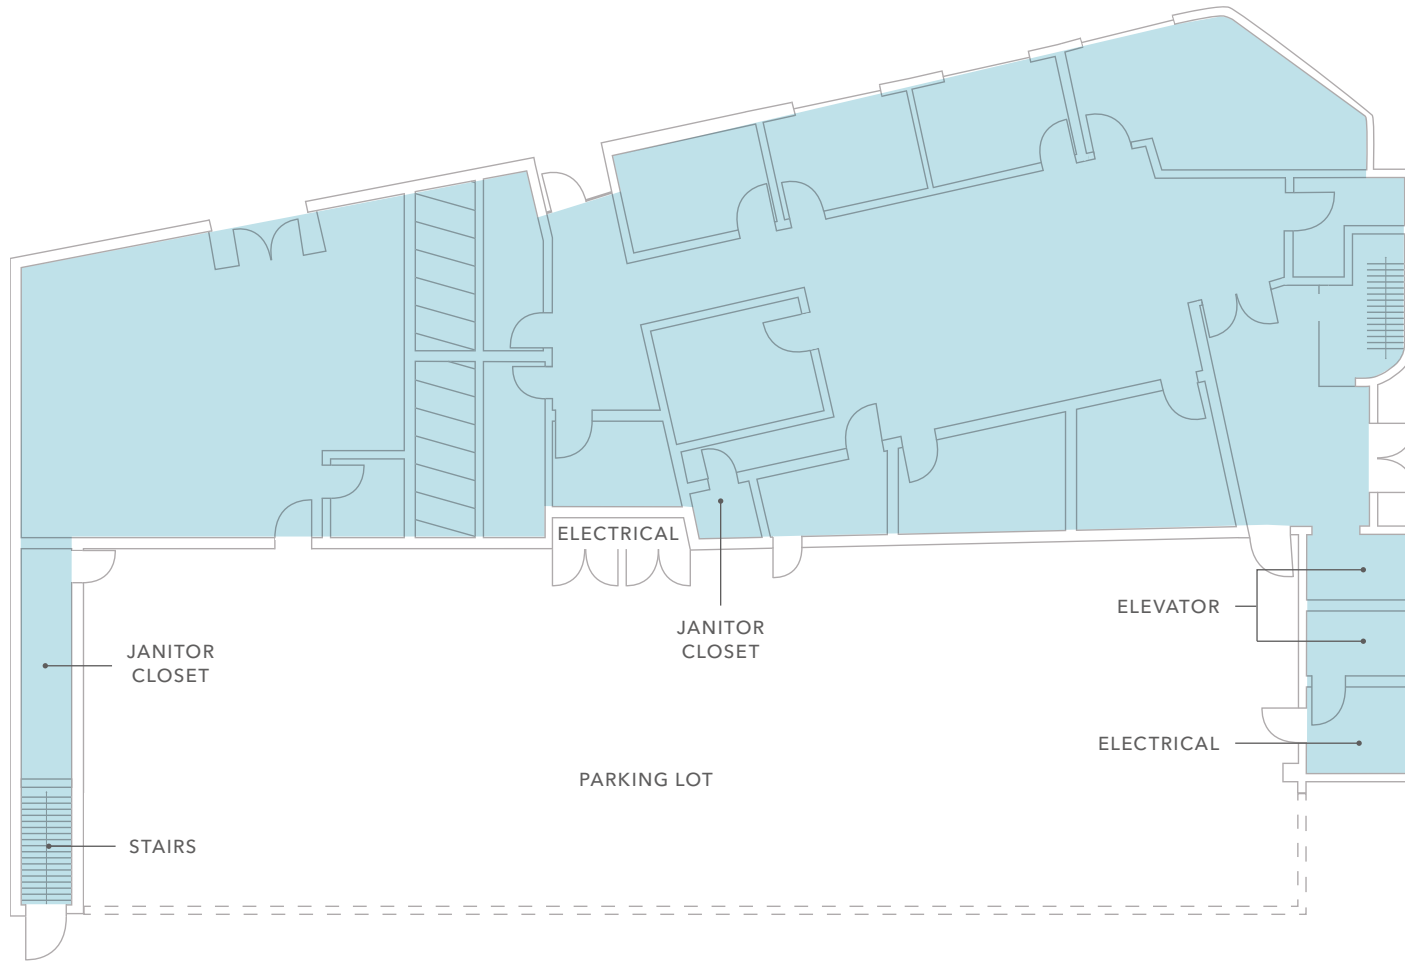 ELECTRICAL
ELEVATOR
JANITOR
CLOSET
JANITOR
CLOSET
ELECTRICAL
PARKING LOT
STAIRS